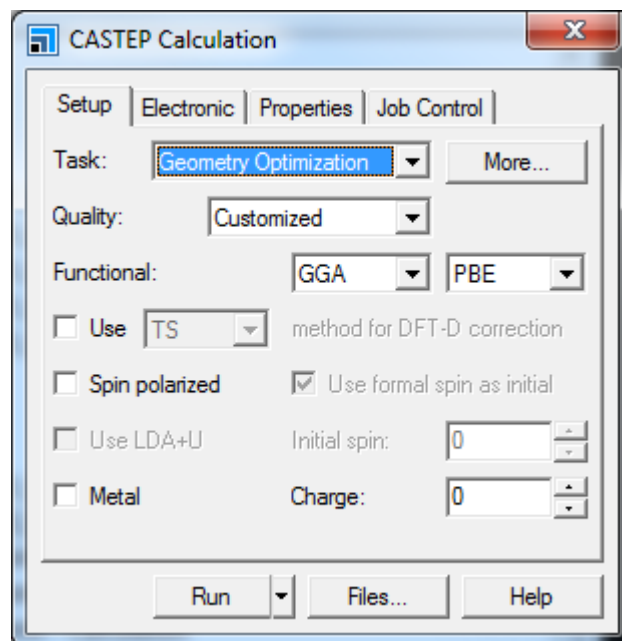 CASTEP Calculation
Setup Electronic Properties Job Control
Task: Geometry Optimization More...
Quality: Customized
Functional: GGA PBE
Use TS method for DFT-D correction
Spin polarized Use formal spin as initial
Use LDA+U Initial spin: 0
Metal Charge: 0
Run Files... Help